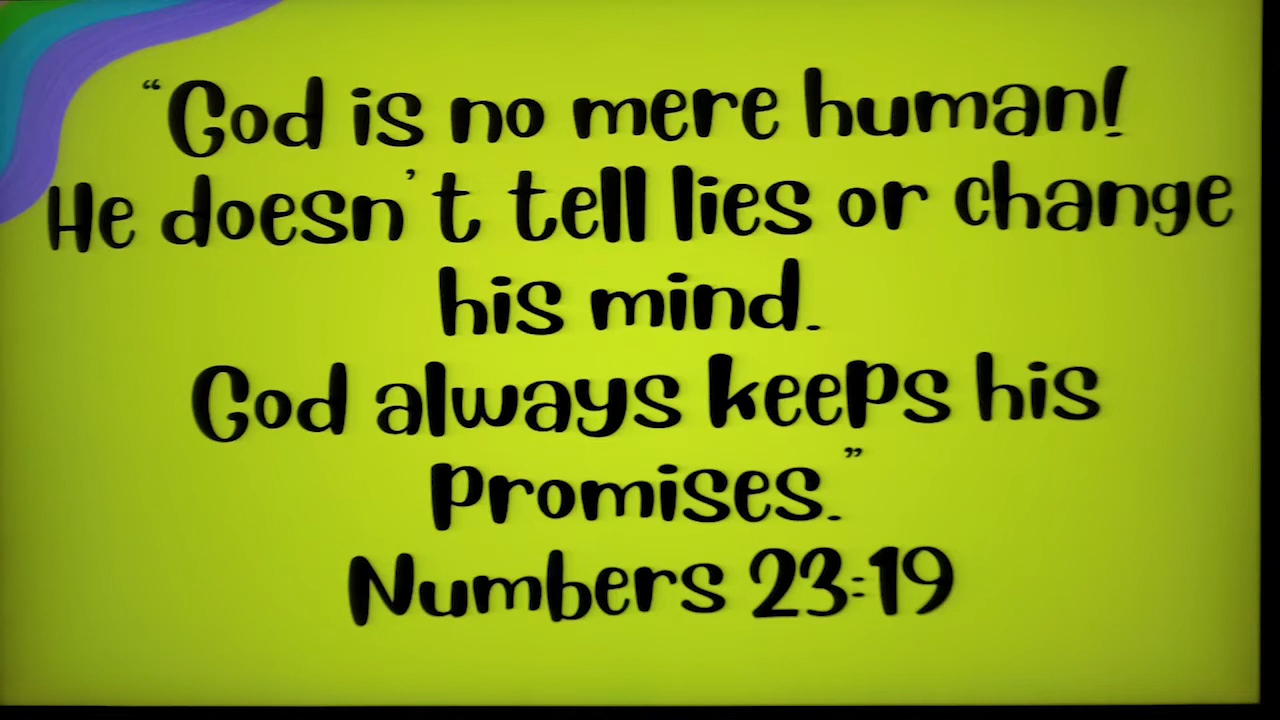 “God is no mere human!
He doesn't tell lies or change
his mind.
God always keeps his
promises.”
Numbers 23:19